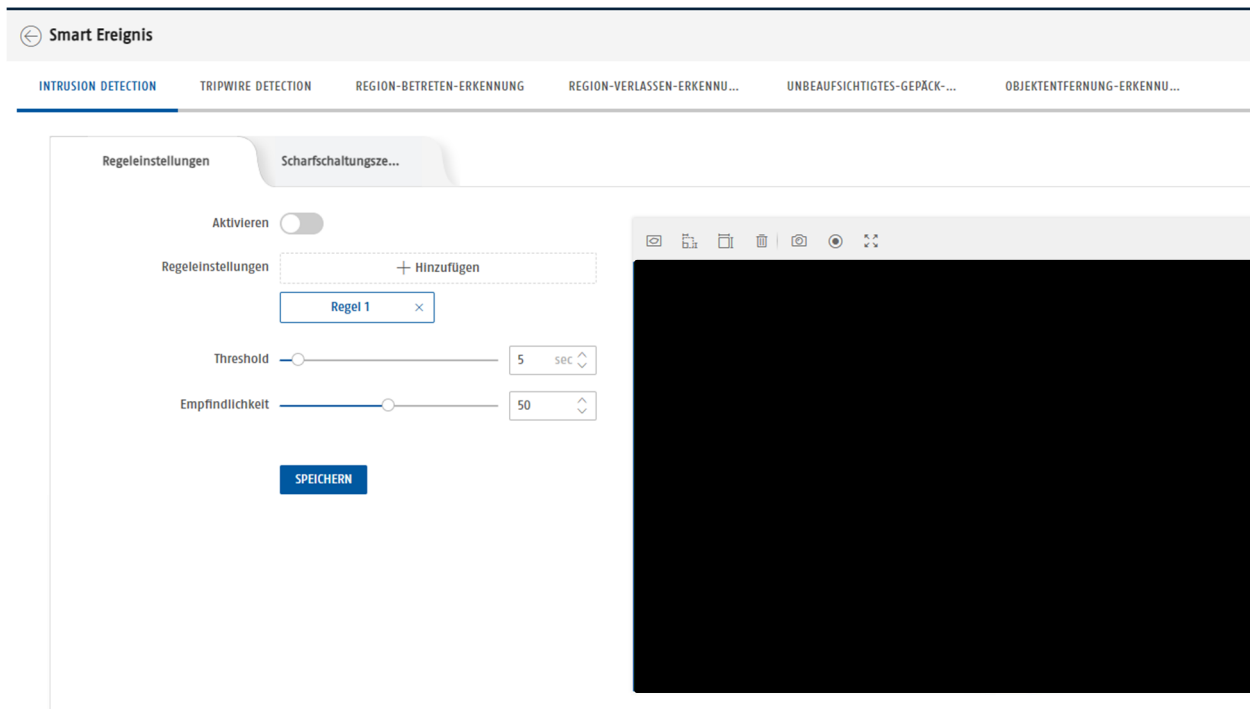 Smart Ereignis
INTRUSION DETECTION TRIPWIRE DETECTION REGION-BETRETEN-ERKENNUNG REGION-VERLASSEN-ERKENNU... UNBEAUFSICHTIGTES-GEPÄCK-... OBJEKTENTFERNUNG-ERKENNU...
Regeleinstellungen Scharfschaltungsze...
Aktivieren
Regeleinstellungen + Hinzufügen
Regel 1 ×
Threshold 5 sec
Empfindlichkeit 50
SPEICHERN